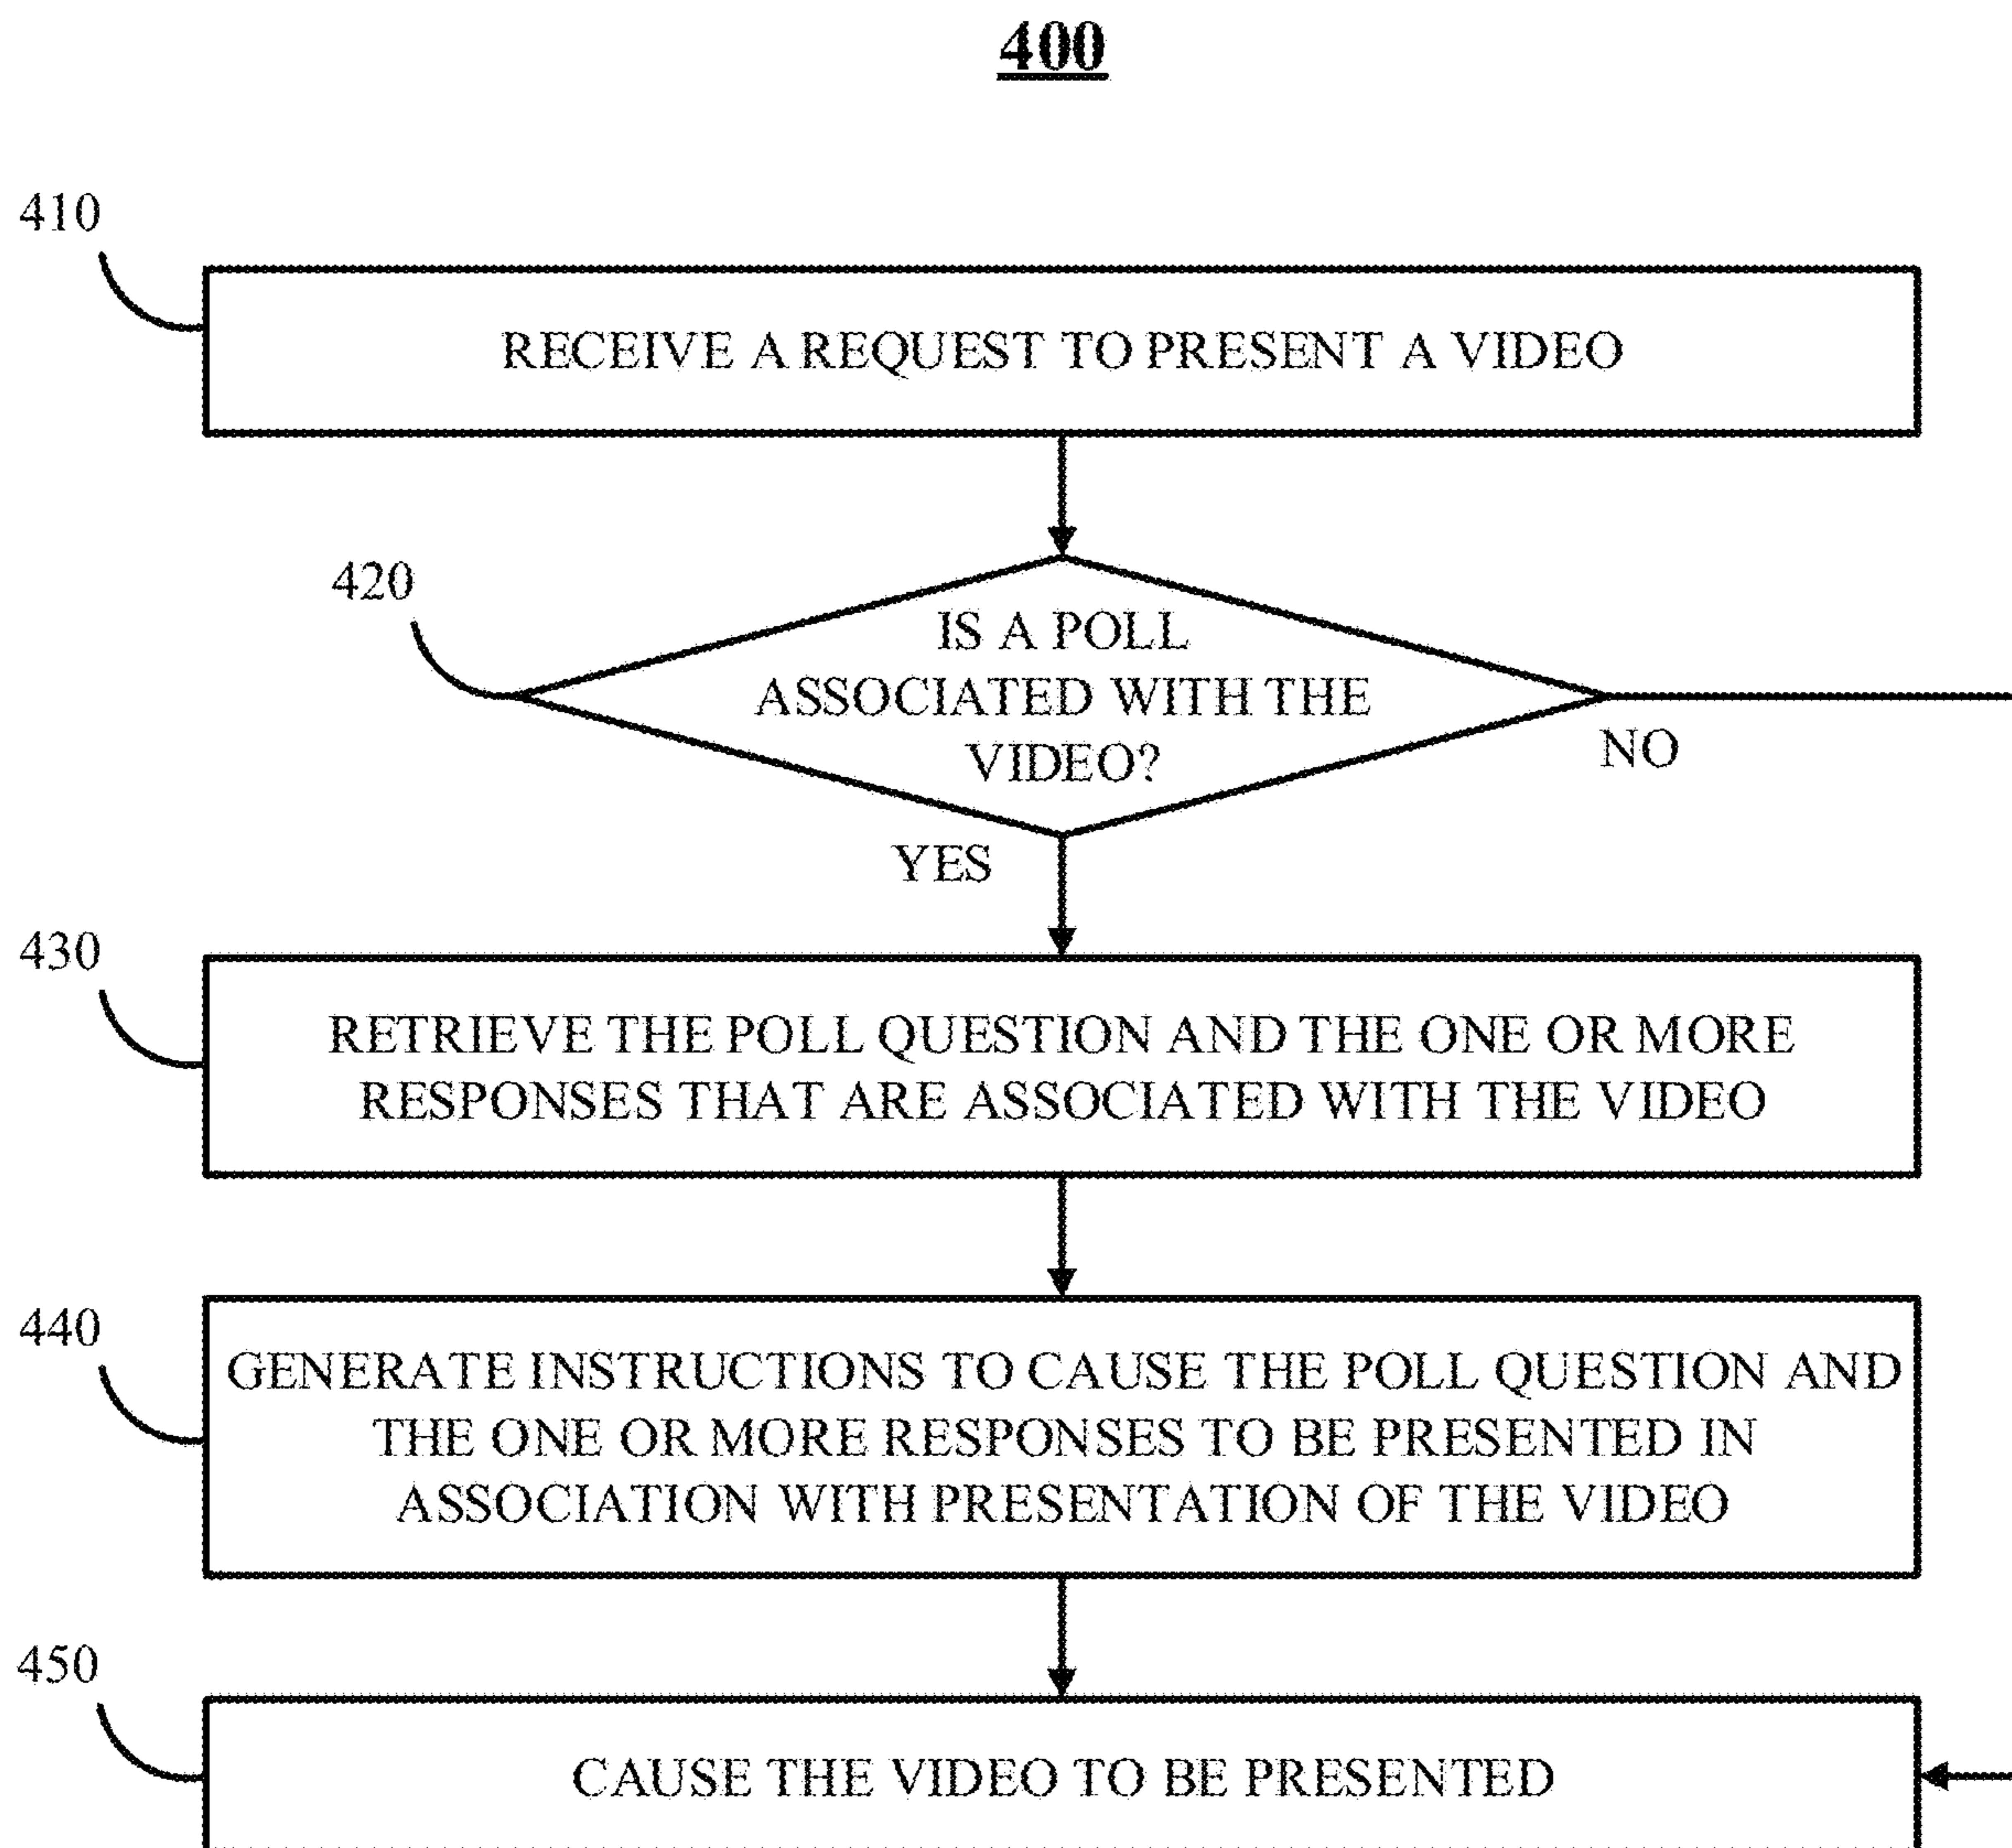 400
410
RECEIVE A REQUEST TO PRESENT A VIDEO
420
IS A POLL
ASSOCIATED WITH THE
VIDEO?
NO
YES
430
RETRIEVE THE POLL QUESTION AND THE ONE OR MORE
RESPONSES THAT ARE ASSOCIATED WITH THE VIDEO
440
GENERATE INSTRUCTIONS TO CAUSE THE POLL QUESTION AND
THE ONE OR MORE RESPONSES TO BE PRESENTED IN
ASSOCIATION WITH PRESENTATION OF THE VIDEO
450
CAUSE THE VIDEO TO BE PRESENTED